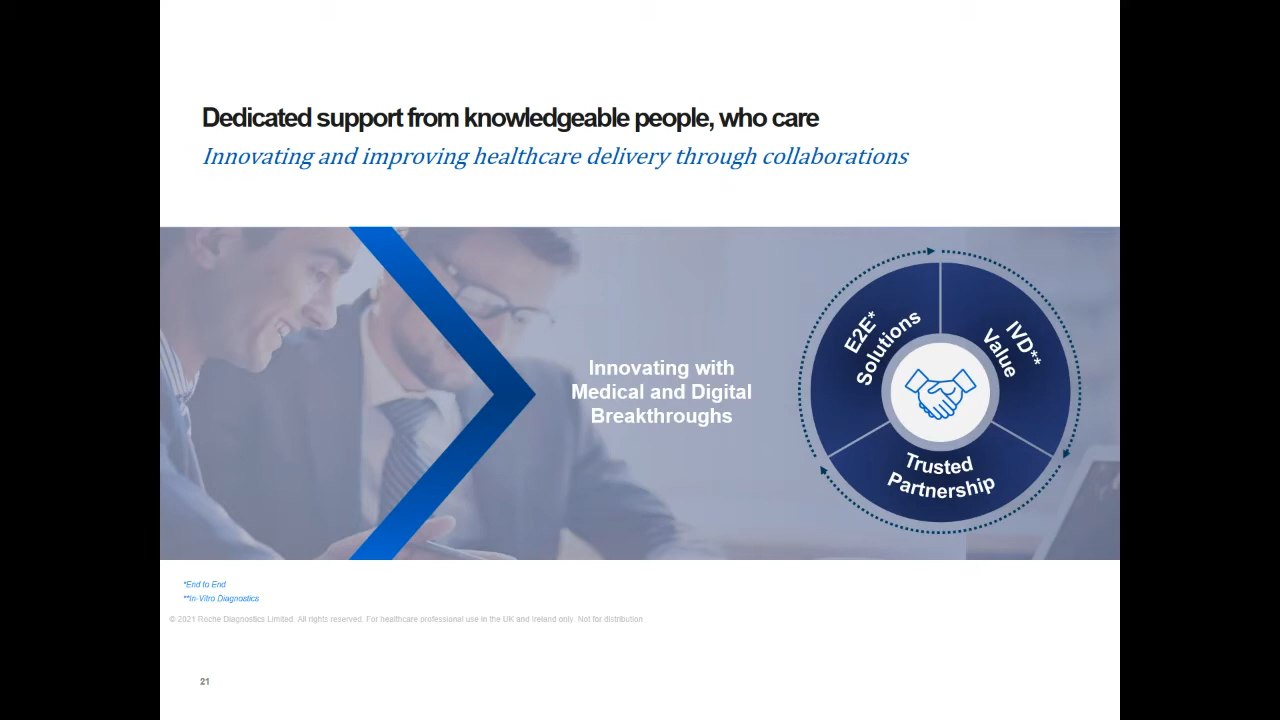 Dedicated support from knowledgeable people, who care
Innovating and improving healthcare delivery through collaborations
Innovating with
Medical and Digital
Breakthroughs
E2E*
Solutions
IVD**
Value
Trusted
Partnership
*End to End
**In-Vitro Diagnostics
© 2021 Roche Diagnostics Limited. All rights reserved. For healthcare professional use in the UK and Ireland only. Not for distribution
21